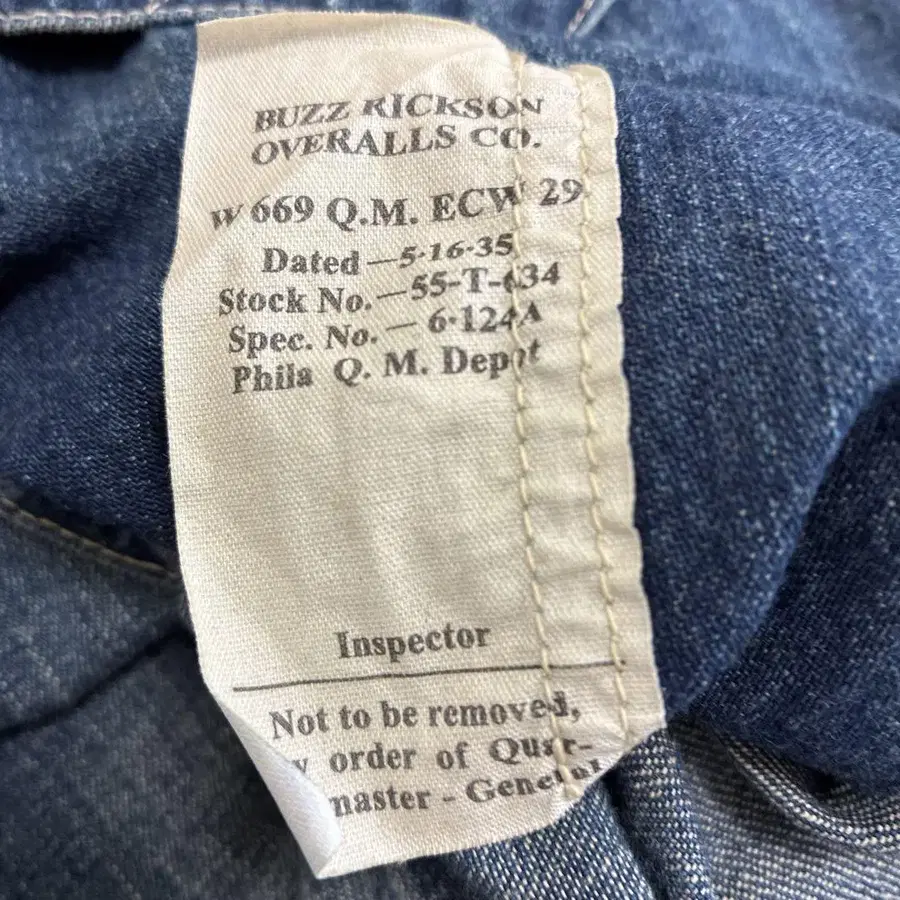 BUZZ RICKSON
OVERALLS CO.
W 669 Q.M. ECW 29
Dated —5-16-35
Stock No.—55-T-634
Spec. No. — 6-124A
Phila Q. M. Depot
Inspector
Not to be removed,
y order of Quar-
master - General